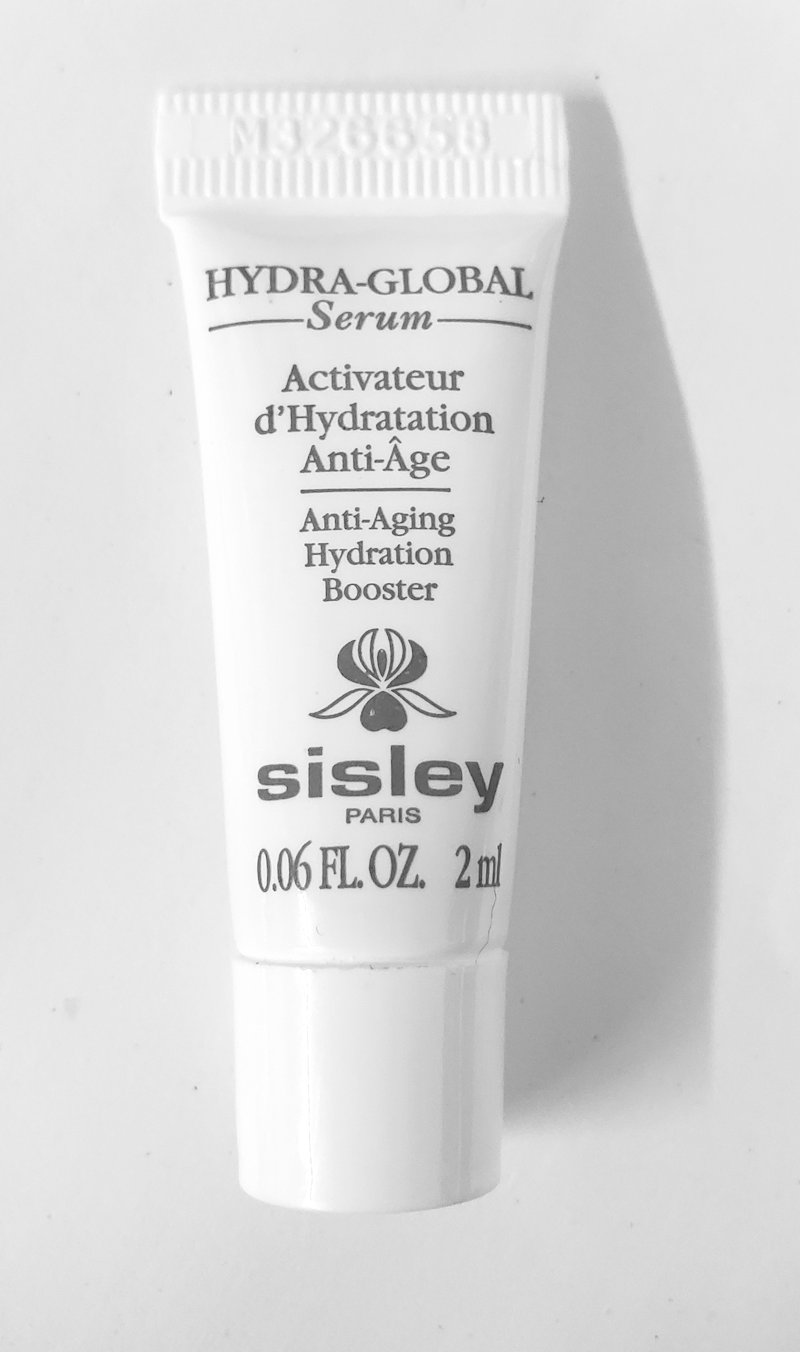 M326658
HYDRA-GLOBAL
Serum
Activateur
d'Hydratation
Anti-Âge
Anti-Aging
Hydration
Booster
sisley
PARIS
0.06 FL. OZ. 2 ml